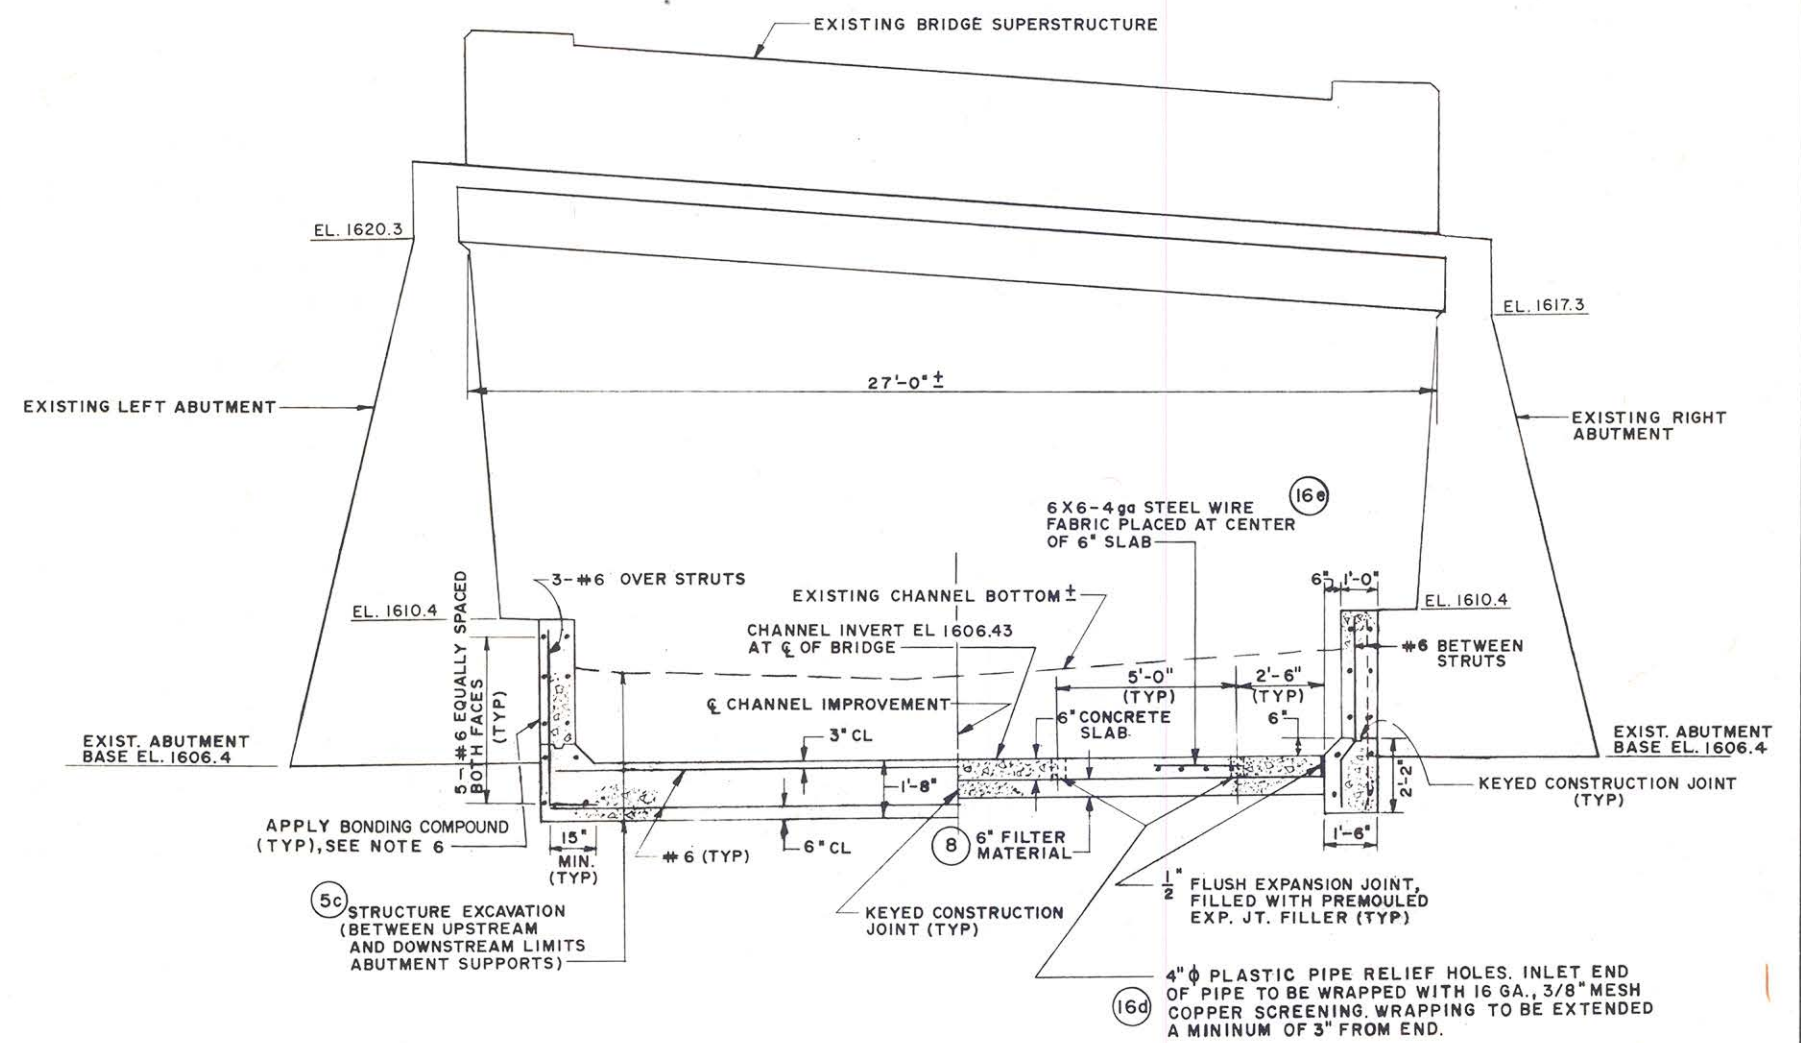 EXISTING BRIDGE SUPERSTRUCTURE
EL. 1620.3
EL. 1617.3
27'-0" ±
EXISTING LEFT ABUTMENT
EXISTING RIGHT
ABUTMENT
6 X 6-4 ga STEEL WIRE
FABRIC PLACED AT CENTER
OF 6" SLAB
16e
3-#6 OVER STRUTS
EXISTING CHANNEL BOTTOM ±
6"
1'-0"
EL. 1610.4
EL. 1610.4
CHANNEL INVERT EL 1606.43
AT ℄ OF BRIDGE
#6 BETWEEN
STRUTS
5-#6 EQUALLY SPACED
BOTH FACES
(TYP)
5'-0"
(TYP)
2'-6"
(TYP)
℄ CHANNEL IMPROVEMENT
6" CONCRETE
SLAB
6"
3" CL
EXIST. ABUTMENT
BASE EL. 1606.4
EXIST. ABUTMENT
BASE EL. 1606.4
1'-8"
2'-2"
KEYED CONSTRUCTION JOINT
(TYP)
APPLY BONDING COMPOUND
(TYP), SEE NOTE 6
15"
MIN.
(TYP)
#6 (TYP)
6" CL
8
6" FILTER
MATERIAL
1'-6"
5c
STRUCTURE EXCAVATION
(BETWEEN UPSTREAM
AND DOWNSTREAM LIMITS
ABUTMENT SUPPORTS)
KEYED CONSTRUCTION
JOINT (TYP)
1/2" FLUSH EXPANSION JOINT,
FILLED WITH PREMOULED
EXP. JT. FILLER (TYP)
16d
4" ϕ PLASTIC PIPE RELIEF HOLES. INLET END
OF PIPE TO BE WRAPPED WITH 16 GA., 3/8" MESH
COPPER SCREENING. WRAPPING TO BE EXTENDED
A MININUM OF 3" FROM END.